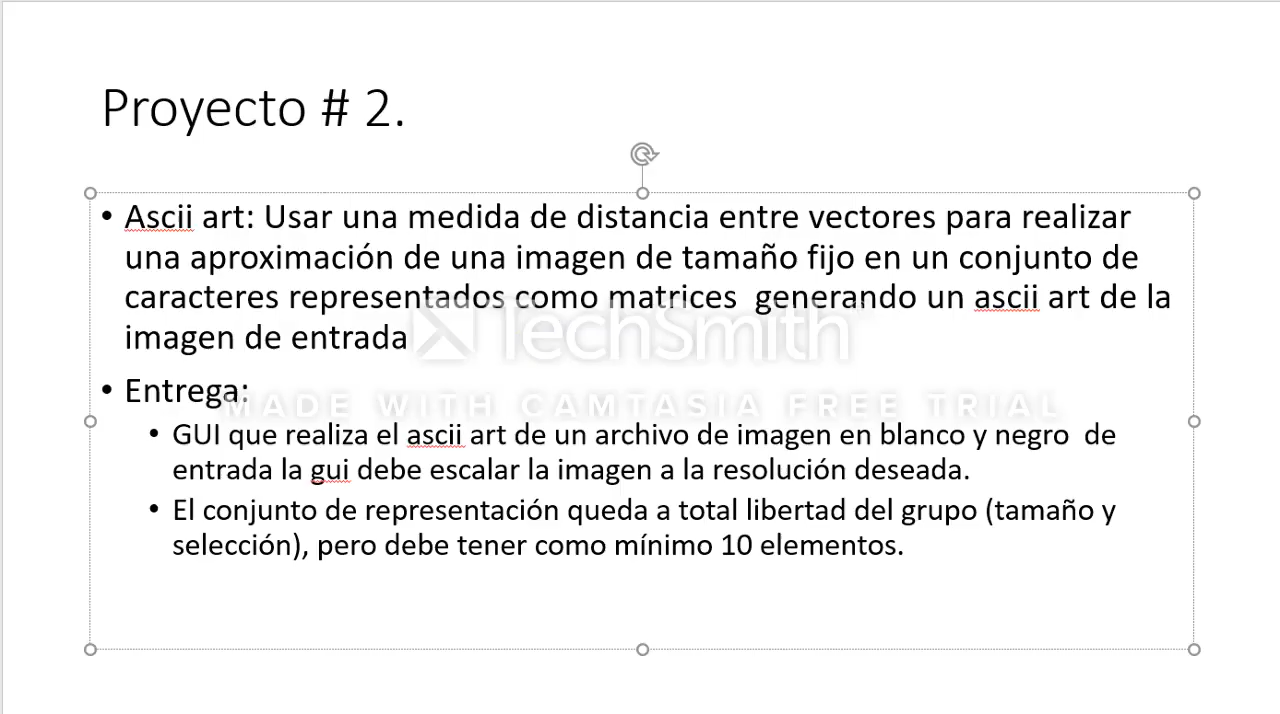 Proyecto # 2.
• Ascii art: Usar una medida de distancia entre vectores para realizar
una aproximación de una imagen de tamaño fijo en un conjunto de
caracteres representados como matrices  generando un ascii art de la
imagen de entrada
TechSmith
• Entrega:
MADE WITH CAMTASIA FREE TRIAL
• GUI que realiza el ascii art de un archivo de imagen en blanco y negro  de
entrada la gui debe escalar la imagen a la resolución deseada.
• El conjunto de representación queda a total libertad del grupo (tamaño y
selección), pero debe tener como mínimo 10 elementos.